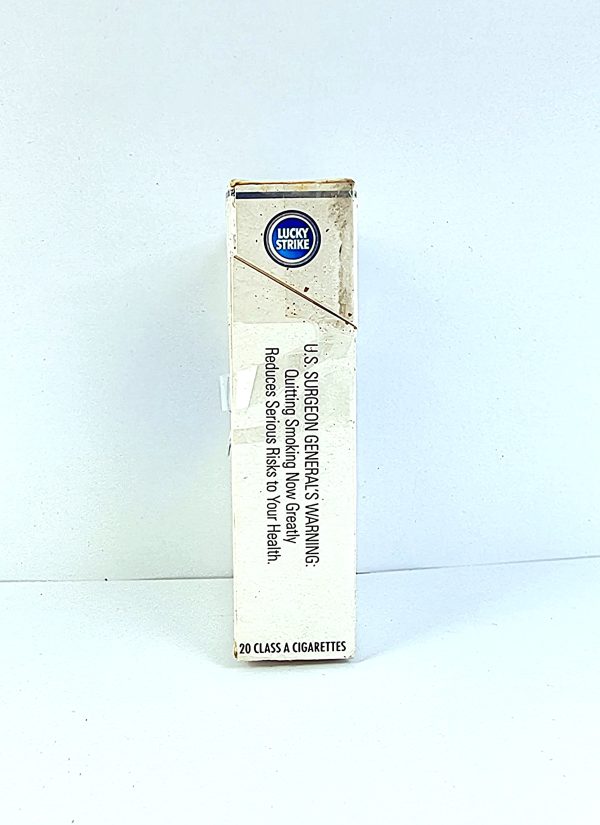 LUCKY
STRIKE
U.S. SURGEON GENERAL'S WARNING:
Quitting Smoking Now Greatly
Reduces Serious Risks to Your Health.
20 CLASS A CIGARETTES